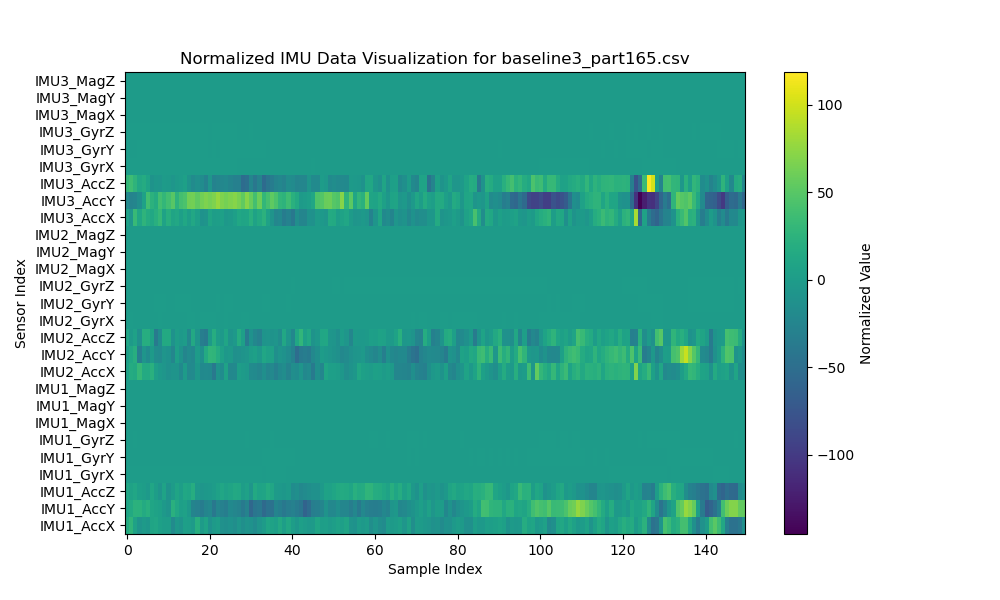 Normalized IMU Data Visualization for baseline3_part165.csv
IMU3_MagZ
IMU3_MagY
IMU3_MagX
IMU3_GyrZ
IMU3_GyrY
IMU3_GyrX
IMU3_AccZ
IMU3_AccY
IMU3_AccX
IMU2_MagZ
IMU2_MagY
IMU2_MagX
IMU2_GyrZ
IMU2_GyrY
IMU2_GyrX
IMU2_AccZ
IMU2_AccY
IMU2_AccX
IMU1_MagZ
IMU1_MagY
IMU1_MagX
IMU1_GyrZ
IMU1_GyrY
IMU1_GyrX
IMU1_AccZ
IMU1_AccY
IMU1_AccX
Sensor Index
0 20 40 60 80 100 120 140
Sample Index
100
50
0
−50
−100
Normalized Value